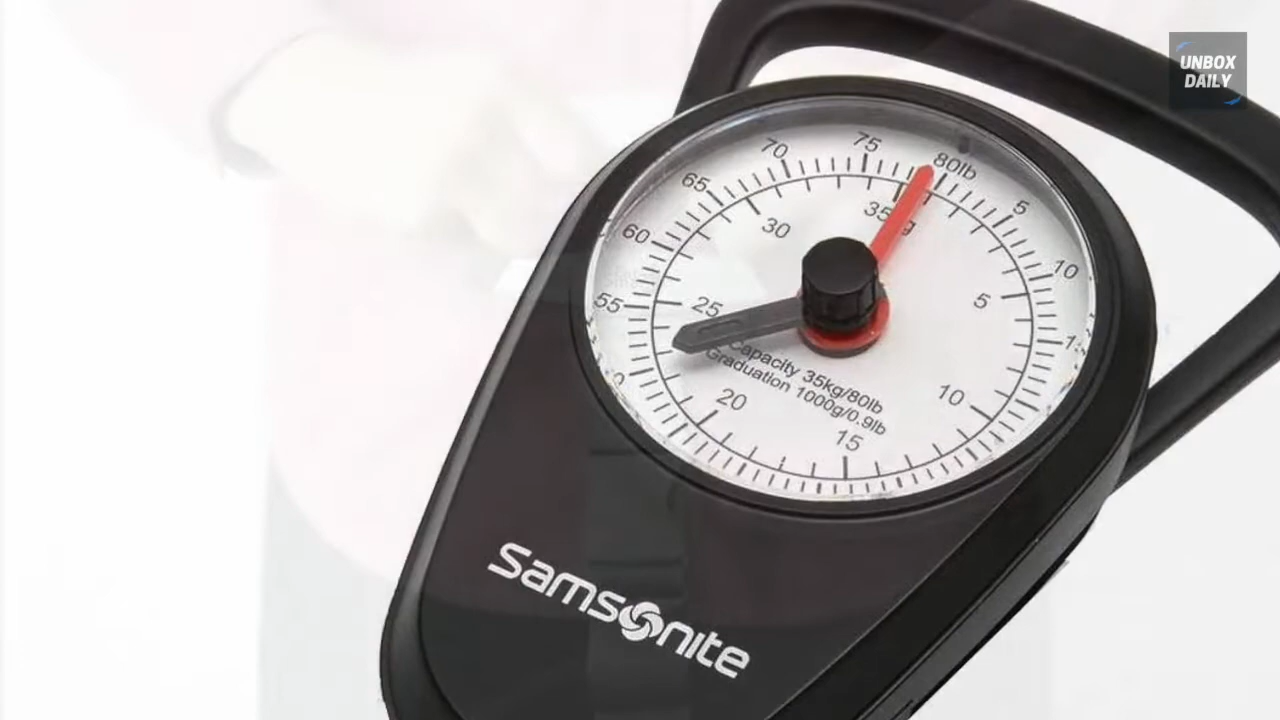 UNBOX
DAILY
75
70
80lb
65
5
35
g
60
30
10
5
55
25
Capacity 35kg/80lb
Graduation 1000g/0.9lb
20
10
15
Samsonite